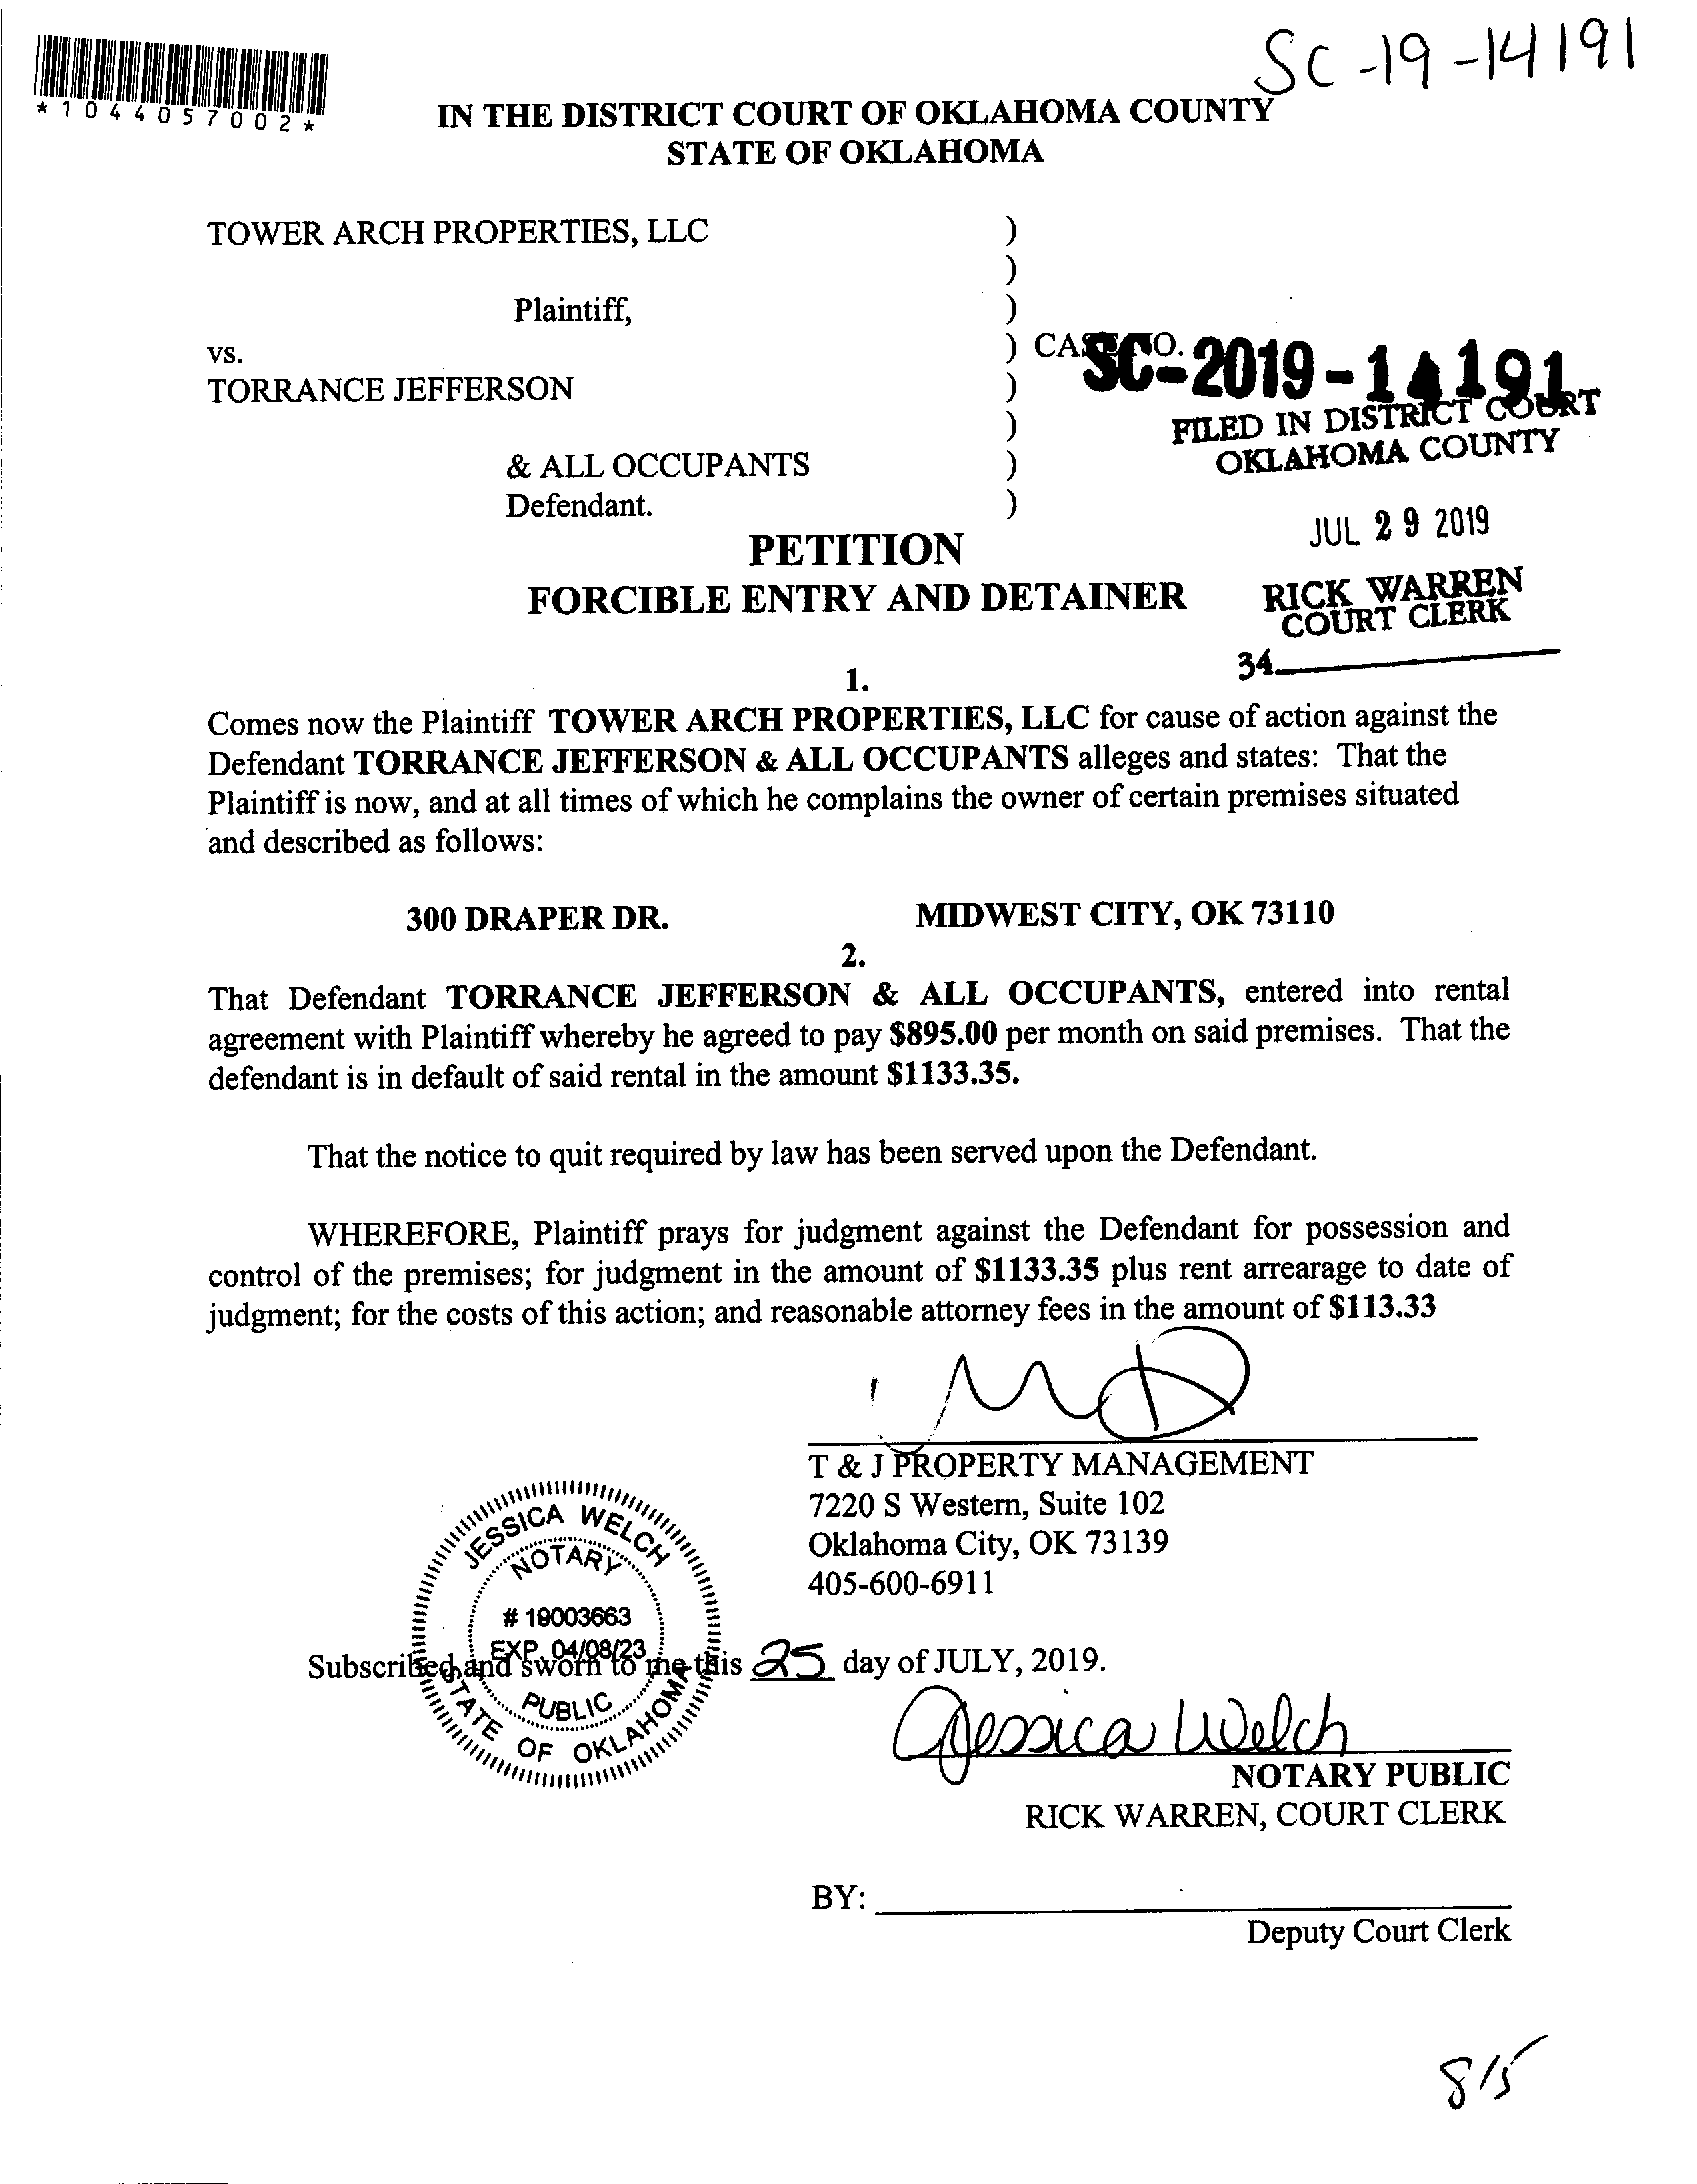 SC-19-14191
*1044057002*
IN THE DISTRICT COURT OF OKLAHOMA COUNTY
STATE OF OKLAHOMA
TOWER ARCH PROPERTIES, LLC )
)
Plaintiff, )
vs. ) CASE NO. SC-2019-14191
TORRANCE JEFFERSON )
)
FILED IN DISTRICT COURT
OKLAHOMA COUNTY
& ALL OCCUPANTS )
Defendant. )
JUL 29 2019
PETITION
FORCIBLE ENTRY AND DETAINER
RICK WARREN
COURT CLERK
34
1.
Comes now the Plaintiff TOWER ARCH PROPERTIES, LLC for cause of action against the
Defendant TORRANCE JEFFERSON & ALL OCCUPANTS alleges and states: That the
Plaintiff is now, and at all times of which he complains the owner of certain premises situated
and described as follows:
300 DRAPER DR. MIDWEST CITY, OK 73110
2.
That Defendant TORRANCE JEFFERSON & ALL OCCUPANTS, entered into rental
agreement with Plaintiff whereby he agreed to pay $895.00 per month on said premises. That the
defendant is in default of said rental in the amount $1133.35.
That the notice to quit required by law has been served upon the Defendant.
WHEREFORE, Plaintiff prays for judgment against the Defendant for possession and
control of the premises; for judgment in the amount of $1133.35 plus rent arrearage to date of
judgment; for the costs of this action; and reasonable attorney fees in the amount of $113.33
T & J PROPERTY MANAGEMENT
7220 S Western, Suite 102
Oklahoma City, OK 73139
405-600-6911
JESSICA WELCH
NOTARY
# 19003663
EXP. 04/08/23
PUBLIC
STATE OF OKLAHOMA
Subscribed and sworn to me this 25 day of JULY, 2019.
Jessica Welch
NOTARY PUBLIC
RICK WARREN, COURT CLERK
BY:
Deputy Court Clerk
8/5